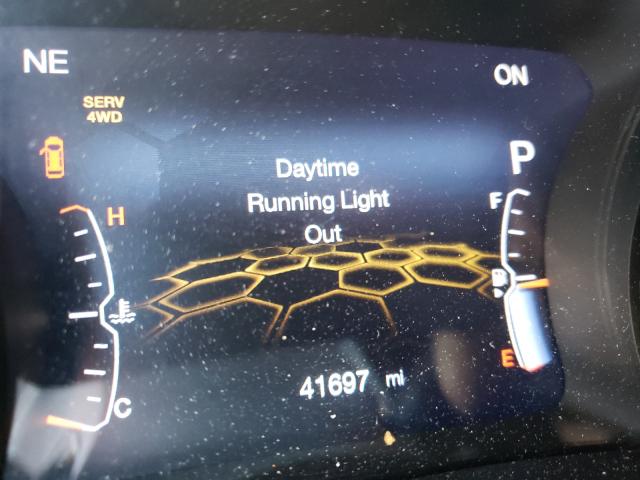 NE
ON
SERV
4WD
P
Daytime
Running Light
Out
H
F
E
C
41697 mi